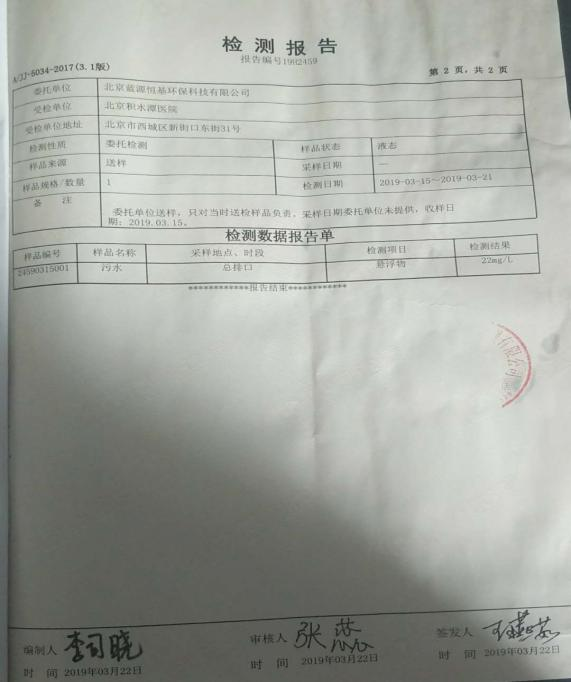 检测报告
报告编号19H2459
A/JJ-5034-2017(3.1版)
第 2 页，共 2 页
委托单位 北京蓝源恒基环保科技有限公司
受检单位 北京积水潭医院
受检单位地址 北京市西城区新街口东街31号
检测性质 委托检测 样品状态 液态
样品来源 送样 采样日期 —
样品规格/数量 1 检测日期 2019-03-15~2019-03-21
备 注 委托单位送样，只对当时送检样品负责，采样日期委托单位未提供，收样日
期：2019.03.15。
检测数据报告单
样品编号 样品名称 采样地点、时段 检测项目 检测结果
24590315001 污水 总排口 悬浮物 22mg/L
************报告结束************
有限公司
编制人 李司晓 审核人 张 签发人 王
时 间 2019年03月22日 时 间 2019年03月22日 时 间 2019年03月22日